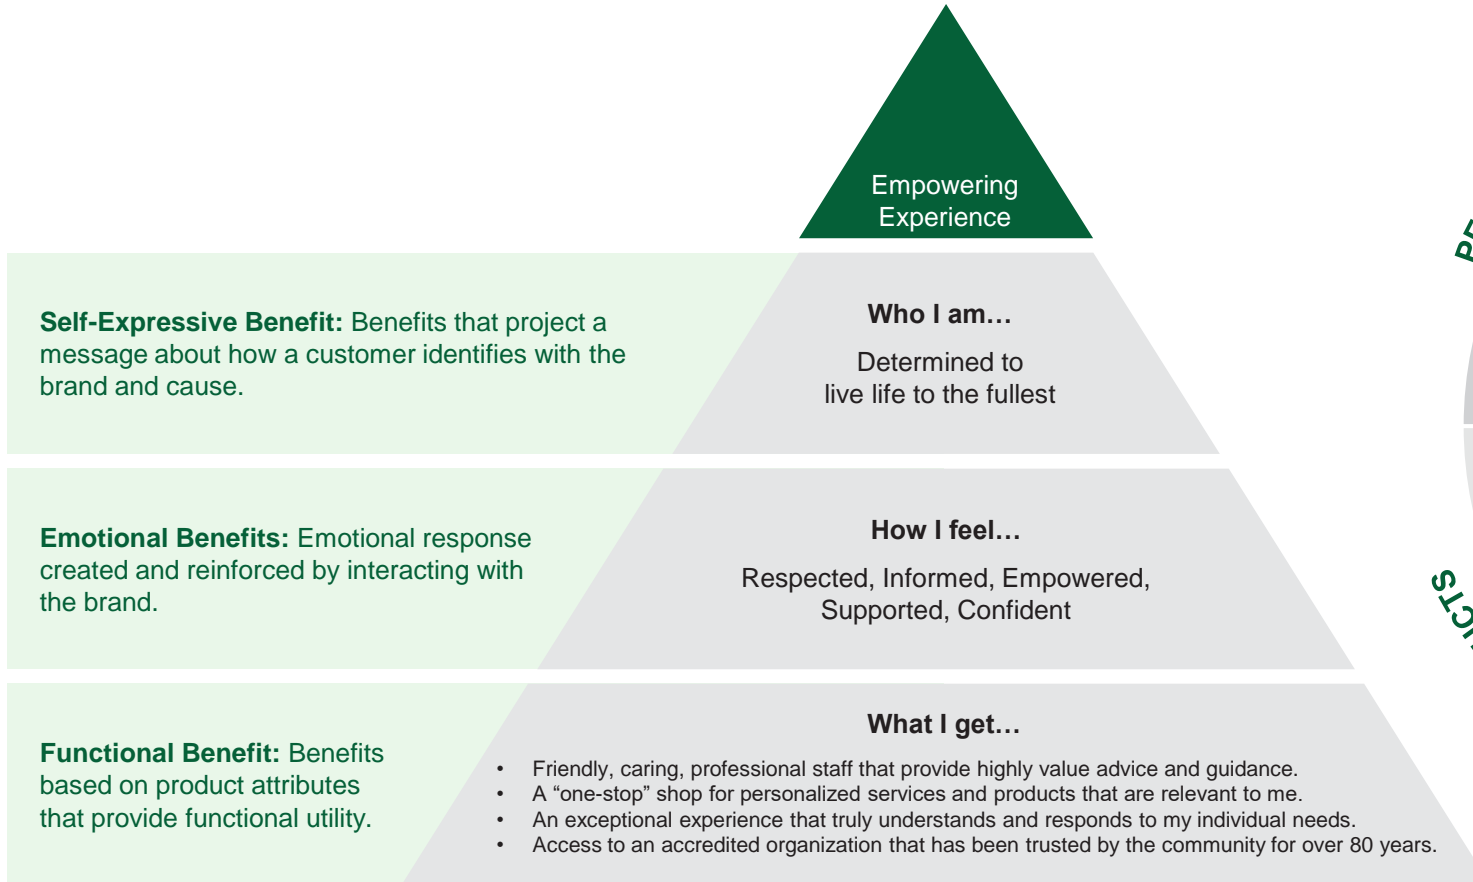 Empowering
Experience
Self-Expressive Benefit: Benefits that project a
message about how a customer identifies with the
brand and cause.
Who I am…
Determined to
live life to the fullest
Emotional Benefits: Emotional response
created and reinforced by interacting with
the brand.
How I feel…
Respected, Informed, Empowered,
Supported, Confident
Functional Benefit: Benefits
based on product attributes
that provide functional utility.
What I get…
• Friendly, caring, professional staff that provide highly value advice and guidance.
• A “one-stop” shop for personalized services and products that are relevant to me.
• An exceptional experience that truly understands and responds to my individual needs.
• Access to an accredited organization that has been trusted by the community for over 80 years.